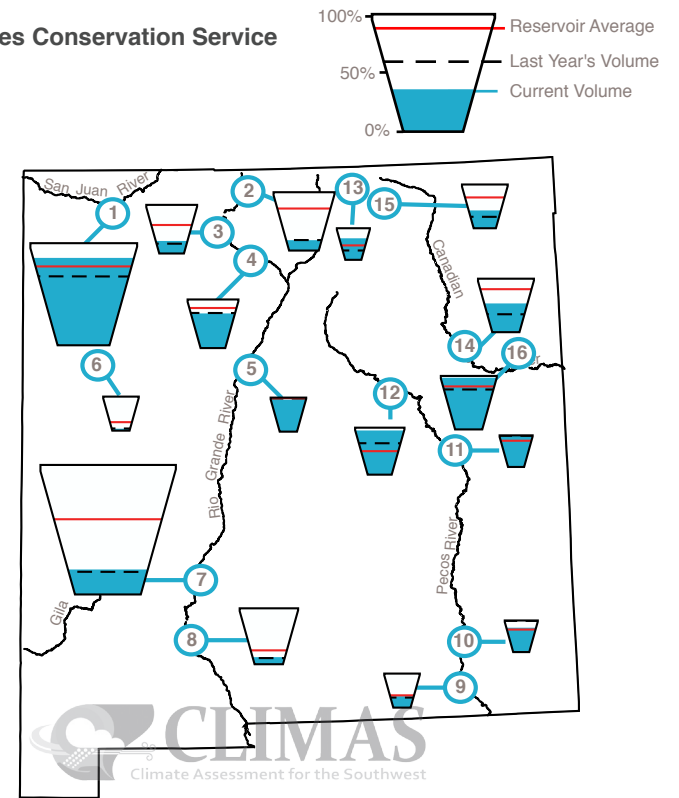 es Conservation Service
100%
50%
0%
Reservoir Average
Last Year's Volume
Current Volume
San Juan River
1
2
3
4
5
6
7
8
9
10
11
12
13
14
15
16
Canadian
er
Rio Grande River
Pecos River
Gila
CLIMAS
Climate Assessment for the Southwest